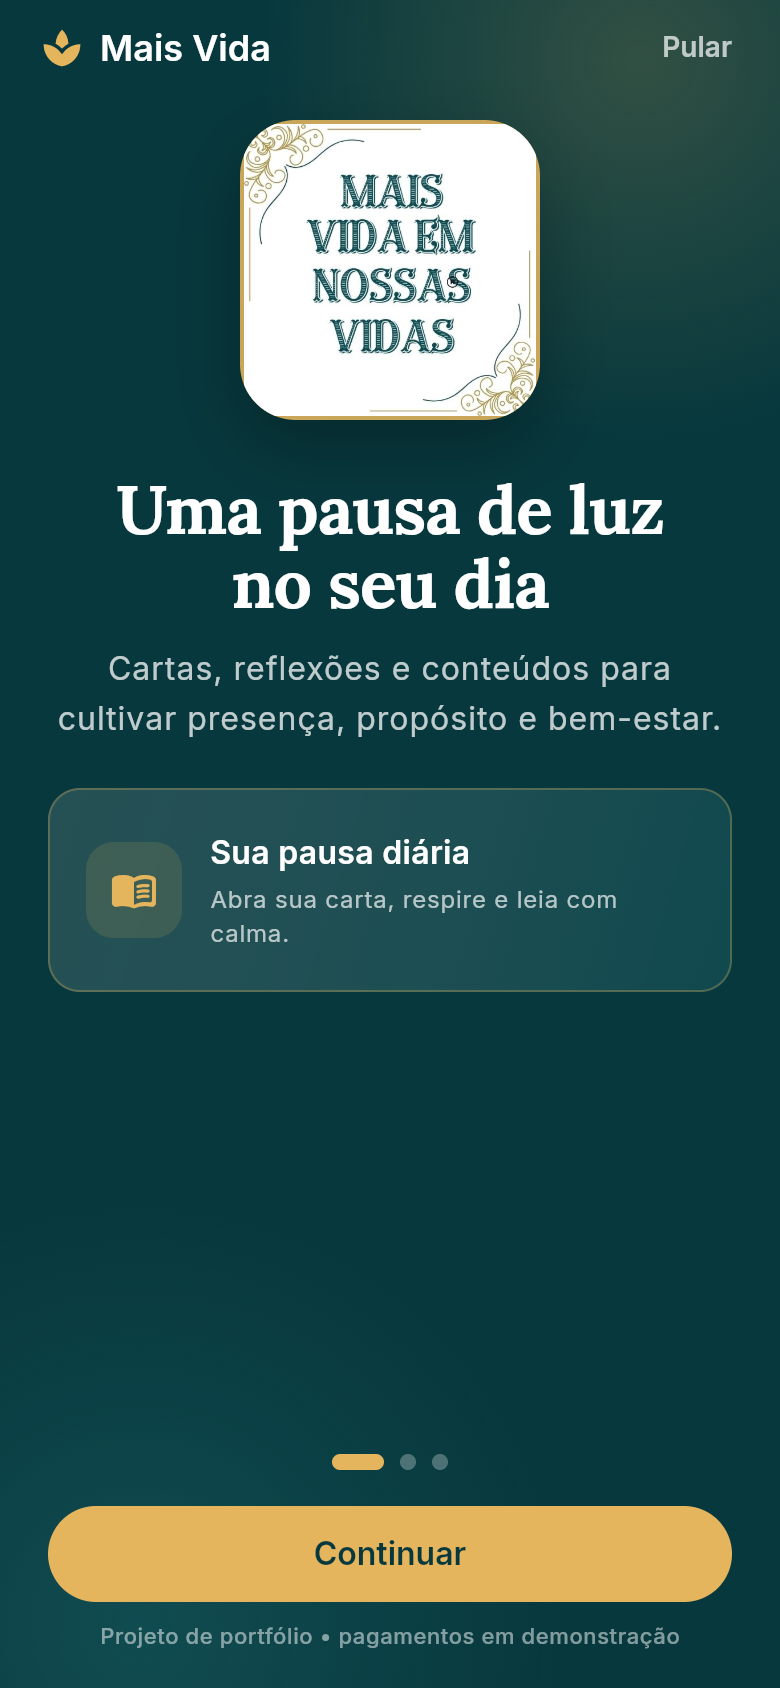 Mais Vida
Pular
MAIS
VIDA EM
NOSSAS
®
VIDAS
Uma pausa de luz
no seu dia
Cartas, reflexões e conteúdos para
cultivar presença, propósito e bem-estar.
Sua pausa diária
Abra sua carta, respire e leia com
calma.
Continuar
Projeto de portfólio • pagamentos em demonstração